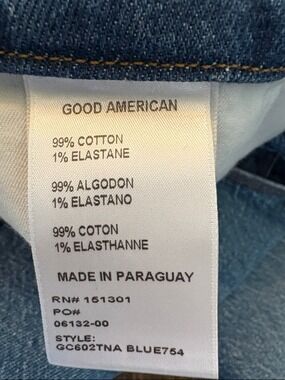 GOOD AMERICAN
99% COTTON
1% ELASTANE
99% ALGODON
1% ELASTANO
99% COTON
1% ELASTHANNE
MADE IN PARAGUAY
RN# 151301
PO#
06132-00
STYLE:
GC602TNA BLUE754